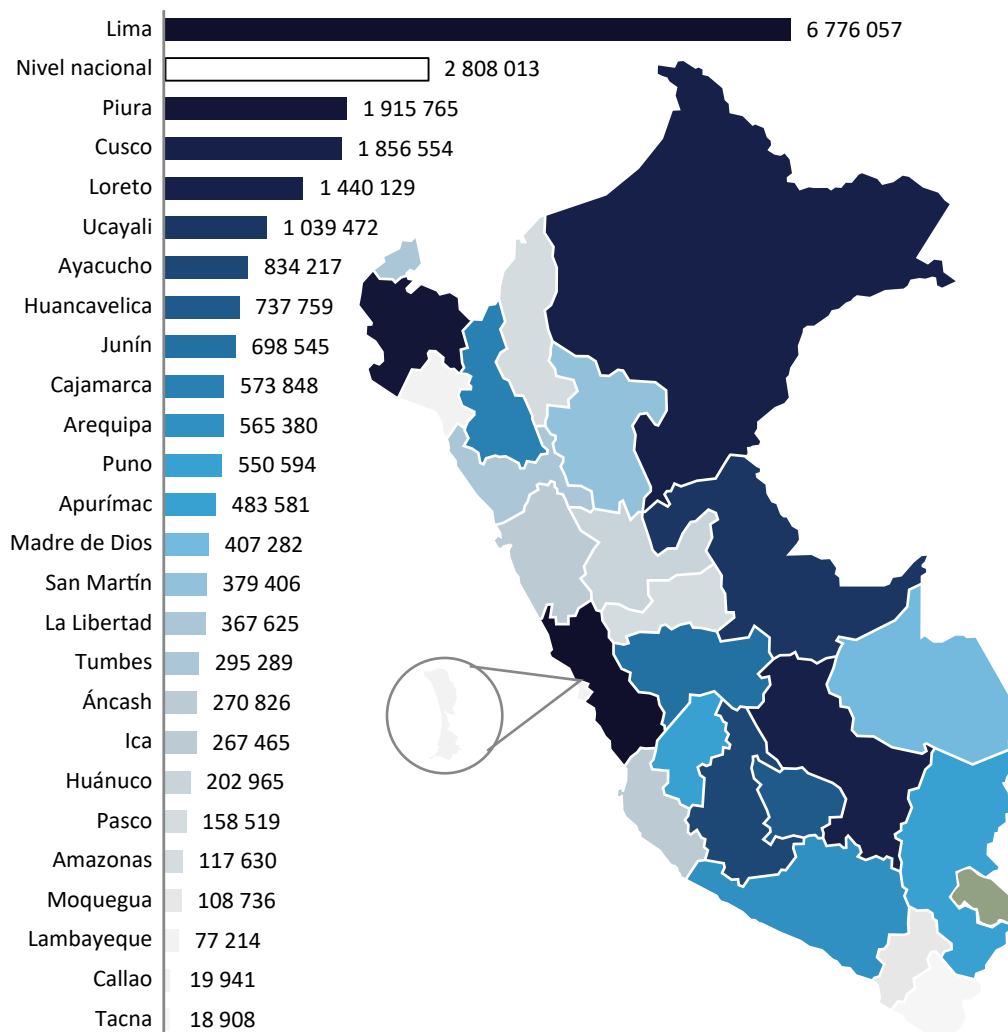 Lima 6 776 057
Nivel nacional 2 808 013
Piura 1 915 765
Cusco 1 856 554
Loreto 1 440 129
Ucayali 1 039 472
Ayacucho 834 217
Huancavelica 737 759
Junín 698 545
Cajamarca 573 848
Arequipa 565 380
Puno 550 594
Apurímac 483 581
Madre de Dios 407 282
San Martín 379 406
La Libertad 367 625
Tumbes 295 289
Áncash 270 826
Ica 267 465
Huánuco 202 965
Pasco 158 519
Amazonas 117 630
Moquegua 108 736
Lambayeque 77 214
Callao 19 941
Tacna 18 908